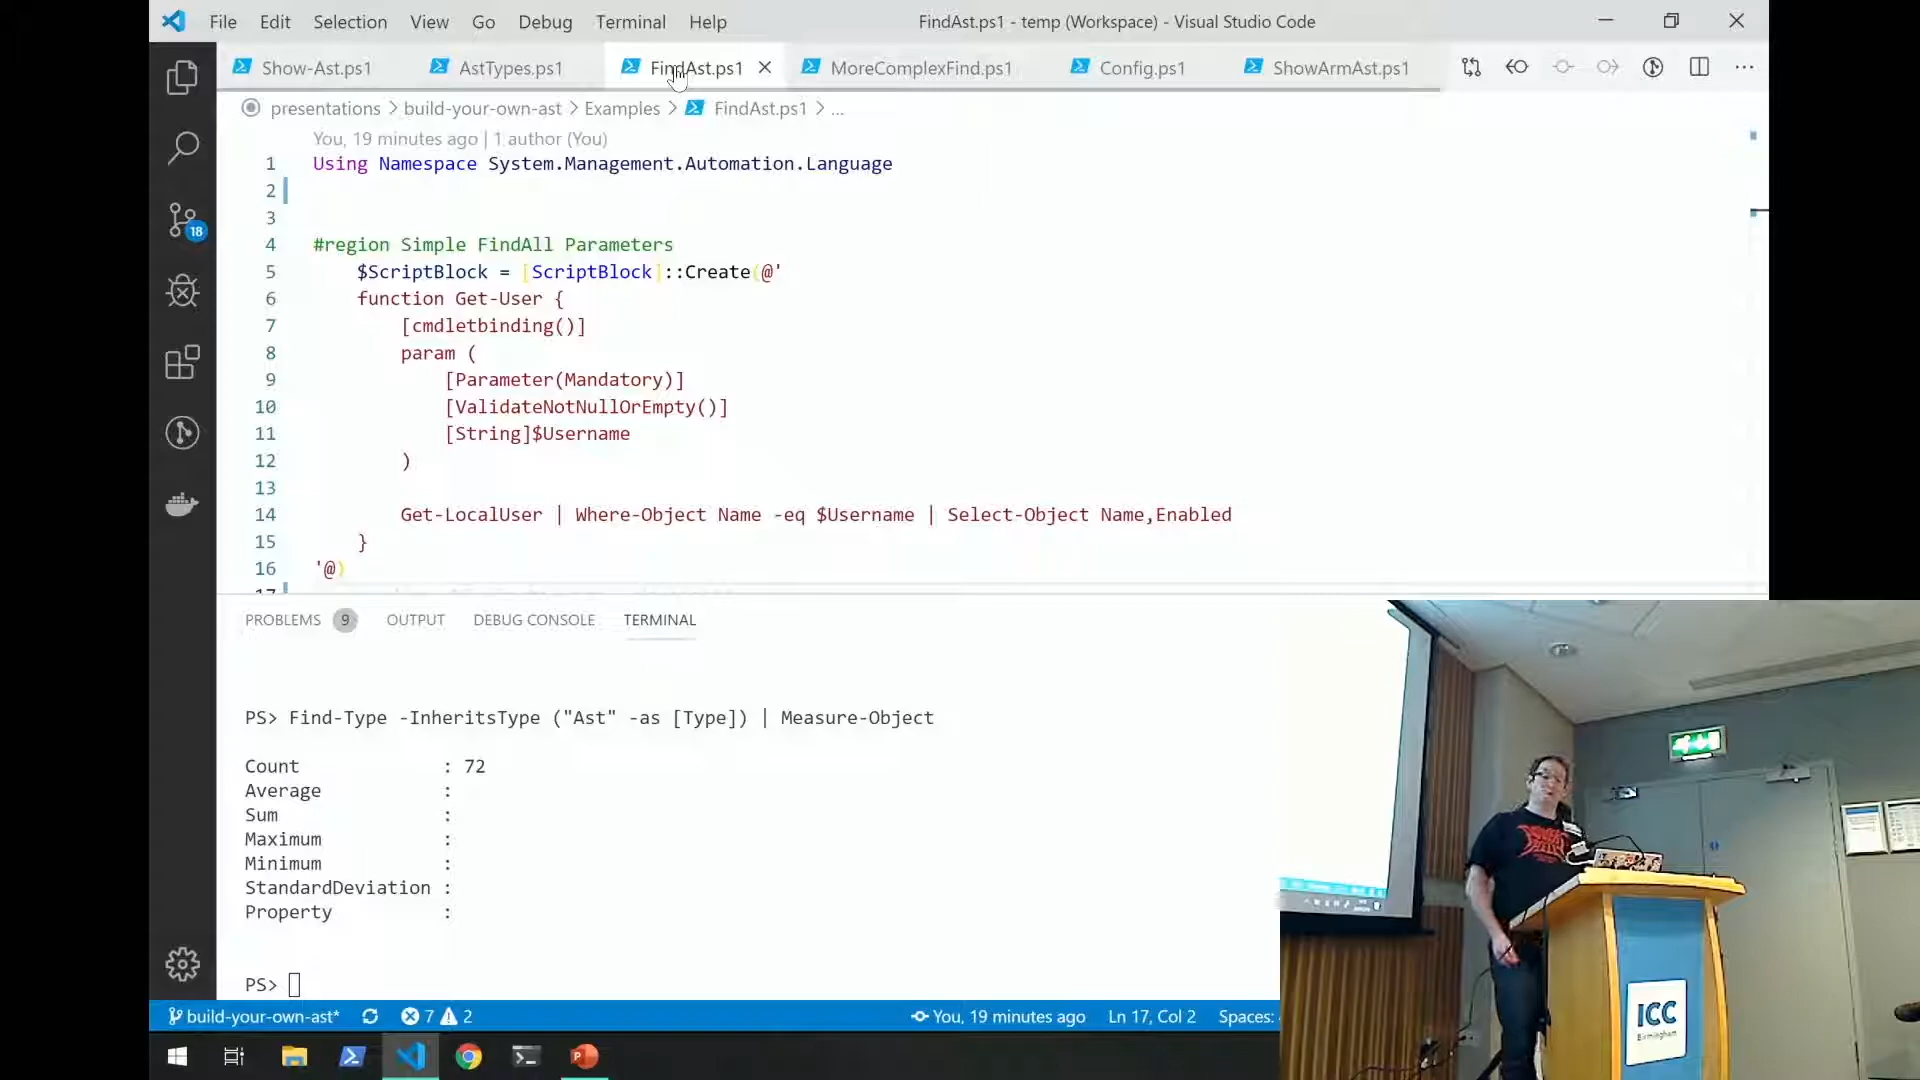 File Edit Selection View Go Debug Terminal Help FindAst.ps1 - temp (Workspace) - Visual Studio Code
Show-Ast.ps1 AstTypes.ps1 FindAst.ps1 MoreComplexFind.ps1 Config.ps1 ShowArmAst.ps1
presentations > build-your-own-ast > Examples > FindAst.ps1 > ...
You, 19 minutes ago | 1 author (You)
1 Using Namespace System.Management.Automation.Language
2
3
4 #region Simple FindAll Parameters
5 $ScriptBlock = [ScriptBlock]::Create(@'
6 function Get-User {
7 [cmdletbinding()]
8 param (
9 [Parameter(Mandatory)]
10 [ValidateNotNullOrEmpty()]
11 [String]$Username
12 )
13
14 Get-LocalUser | Where-Object Name -eq $Username | Select-Object Name,Enabled
15 }
16 '@)
17
18
PROBLEMS 9 OUTPUT DEBUG CONSOLE TERMINAL
PS> Find-Type -InheritsType ("Ast" -as [Type]) | Measure-Object
Count : 72
Average :
Sum :
Maximum :
Minimum :
StandardDeviation :
Property :
PS>
build-your-own-ast* 7 2 You, 19 minutes ago Ln 17, Col 2 Spaces:
ICC
Birmingham